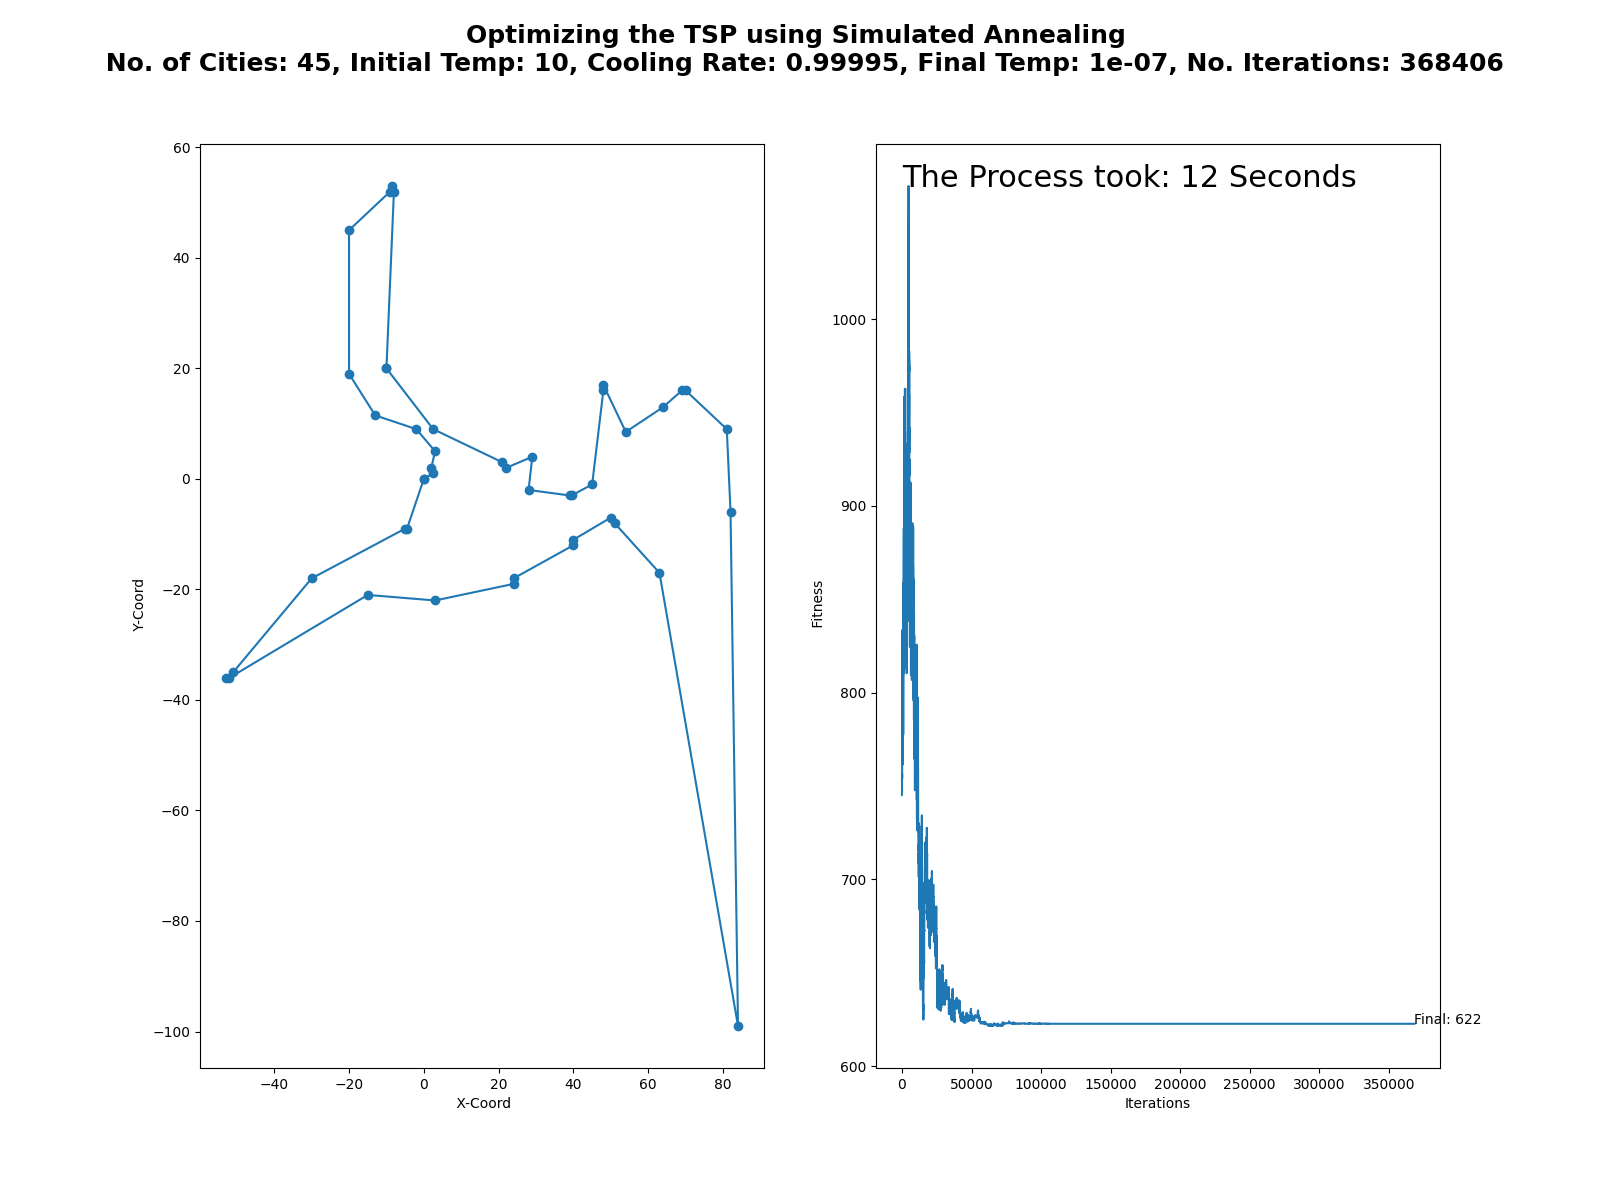 Optimizing the TSP using Simulated Annealing
No. of Cities: 45, Initial Temp: 10, Cooling Rate: 0.99995, Final Temp: 1e-07, No. Iterations: 368406
60
40
20
0
−20
−40
−60
−80
−100
Y-Coord
−40 −20 0 20 40 60 80
X-Coord
The Process took: 12 Seconds
1000
900
800
700
600
Fitness
Final: 622
0 50000 100000 150000 200000 250000 300000 350000
Iterations